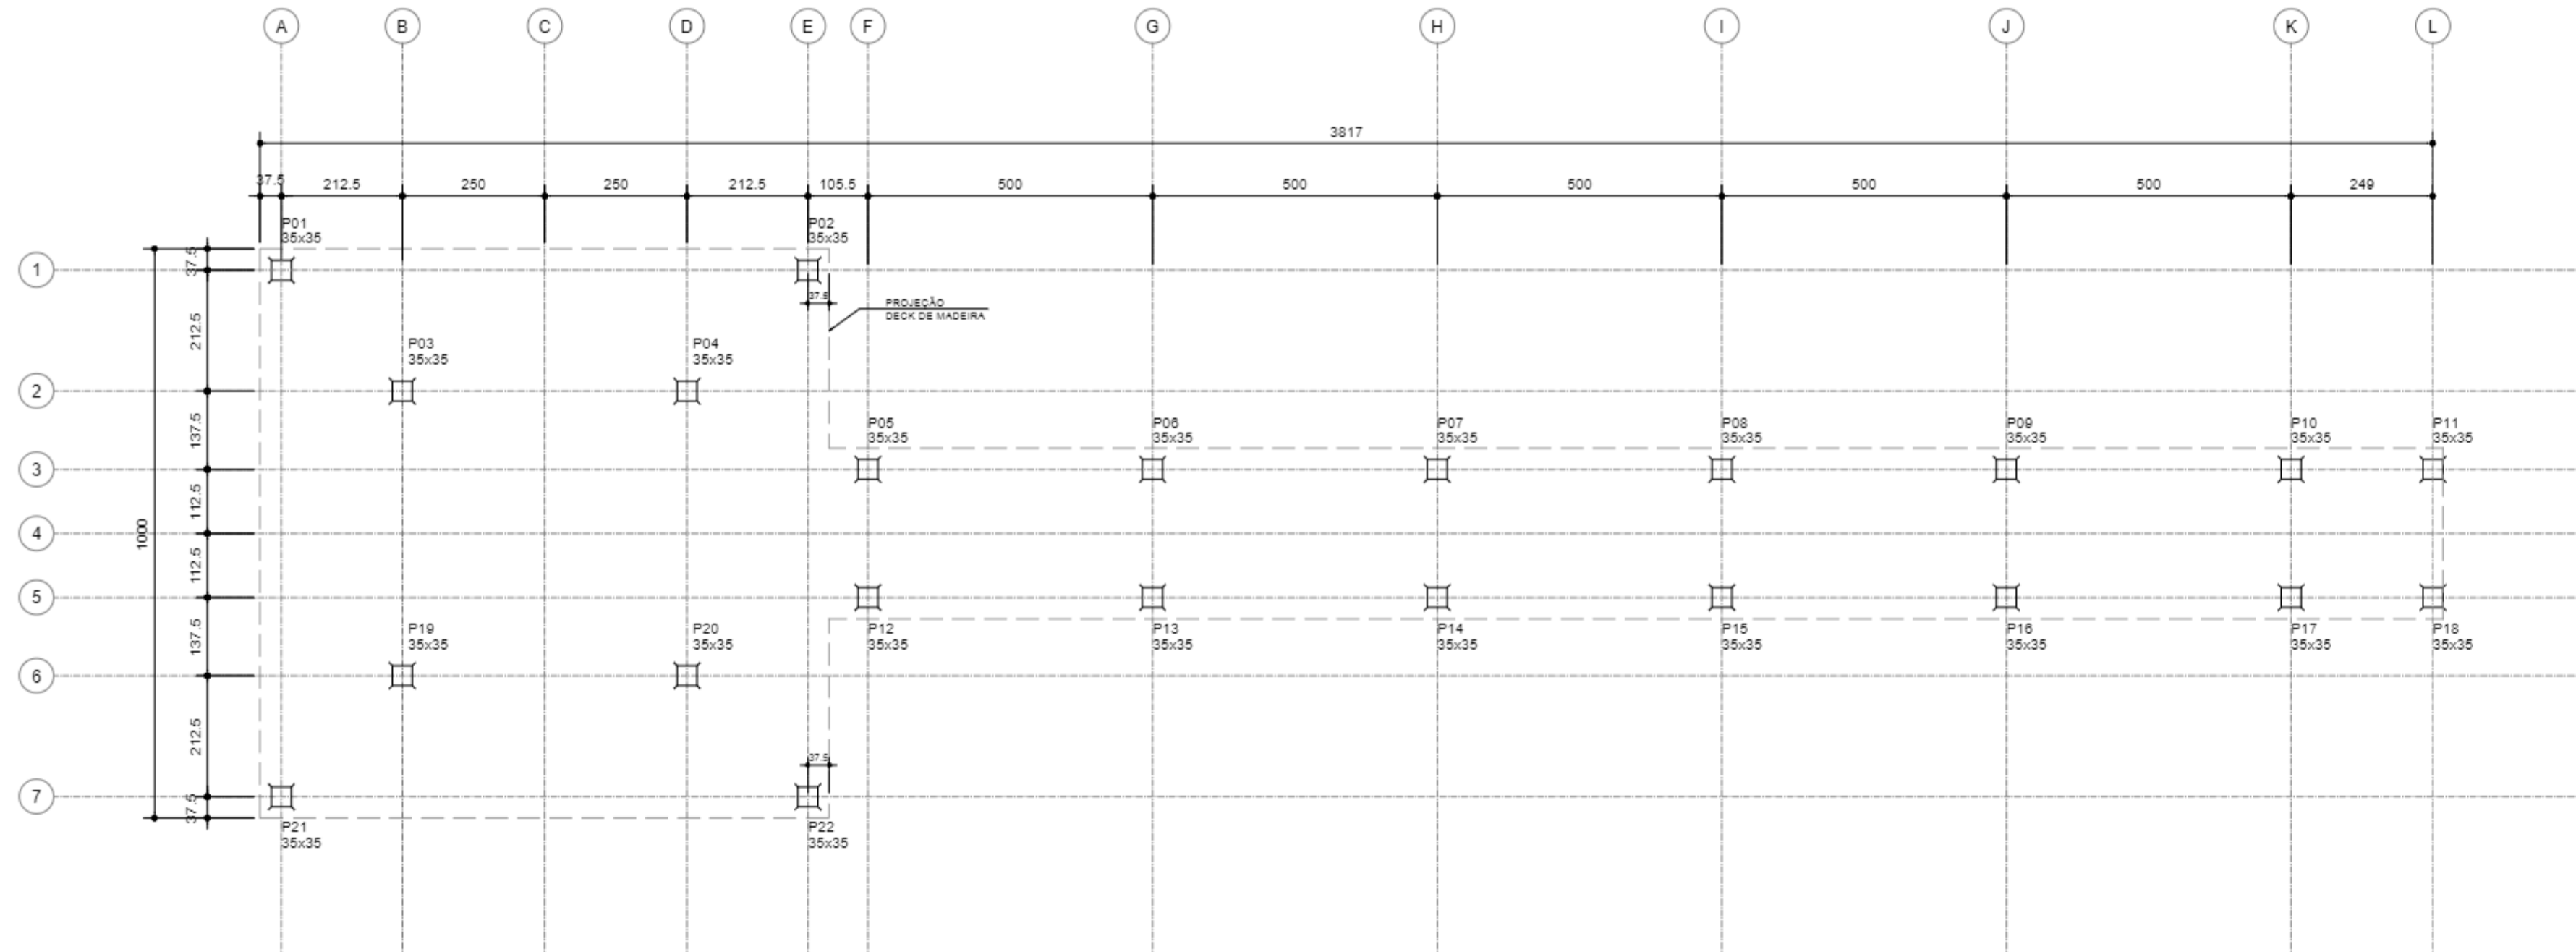 A B C D E F G H I J K L
3817
37.5 212.5 250 250 212.5 105.5 500 500 500 500 500 249
P01 P02
35x35 35x35
37.5
1
37.5
PROJEÇÃO
DECK DE MADEIRA
212.5
P03 P04
35x35 35x35
2
137.5
P05 P06 P07 P08 P09 P10 P11
35x35 35x35 35x35 35x35 35x35 35x35 35x35
3
112.5
1000
4
112.5
5
P12 P13 P14 P15 P16 P17 P18
35x35 35x35 35x35 35x35 35x35 35x35 35x35
137.5
P19 P20
35x35 35x35
6
212.5
37.5
7
37.5
P21 P22
35x35 35x35